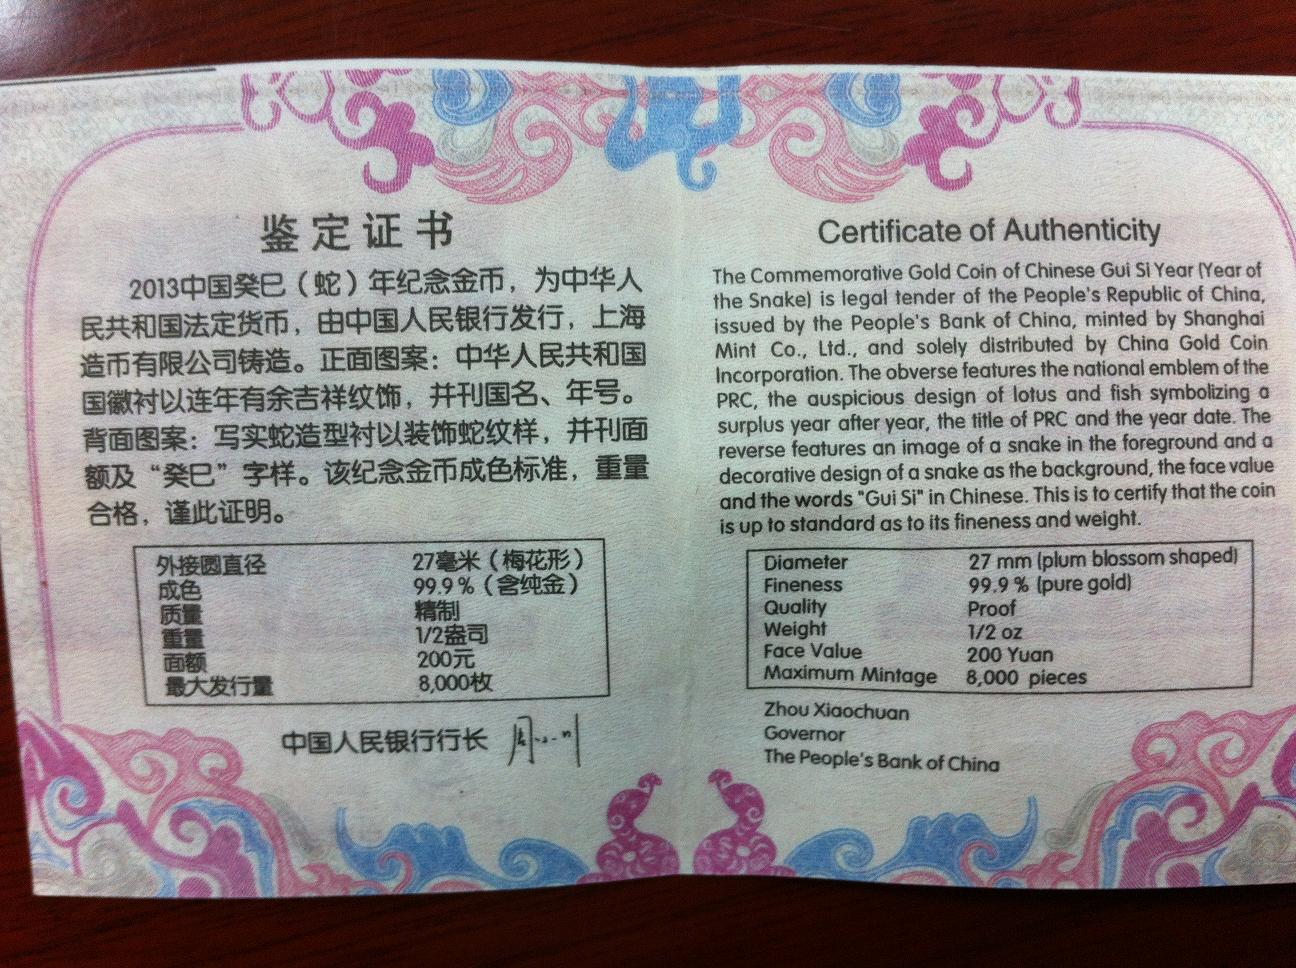 鉴定证书
2013中国癸巳（蛇）年纪念金币，为中华人
民共和国法定货币，由中国人民银行发行，上海
造币有限公司铸造。正面图案：中华人民共和国
国徽衬以连年有余吉祥纹饰，并刊国名、年号。
背面图案：写实蛇造型衬以装饰蛇纹样，并刊面
额及“癸巳”字样。该纪念金币成色标准，重量
合格，谨此证明。
外接圆直径 27毫米（梅花形）
成色 99.9％（含纯金）
质量 精制
重量 1/2盎司
面额 200元
最大发行量 8,000枚
中国人民银行行长
Certificate of Authenticity
The Commemorative Gold Coin of Chinese Gui Si Year (Year of
the Snake) is legal tender of the People's Republic of China,
issued by the People's Bank of China, minted by Shanghai
Mint Co., Ltd., and solely distributed by China Gold Coin
Incorporation. The obverse features the national emblem of the
PRC, the auspicious design of lotus and fish symbolizing a
surplus year after year, the title of PRC and the year date. The
reverse features an image of a snake in the foreground and a
decorative design of a snake as the background, the face value
and the words "Gui Si" in Chinese. This is to certify that the coin
is up to standard as to its fineness and weight.
Diameter 27 mm (plum blossom shaped)
Fineness 99.9 % (pure gold)
Quality Proof
Weight 1/2 oz
Face Value 200 Yuan
Maximum Mintage 8,000 pieces
Zhou Xiaochuan
Governor
The People's Bank of China